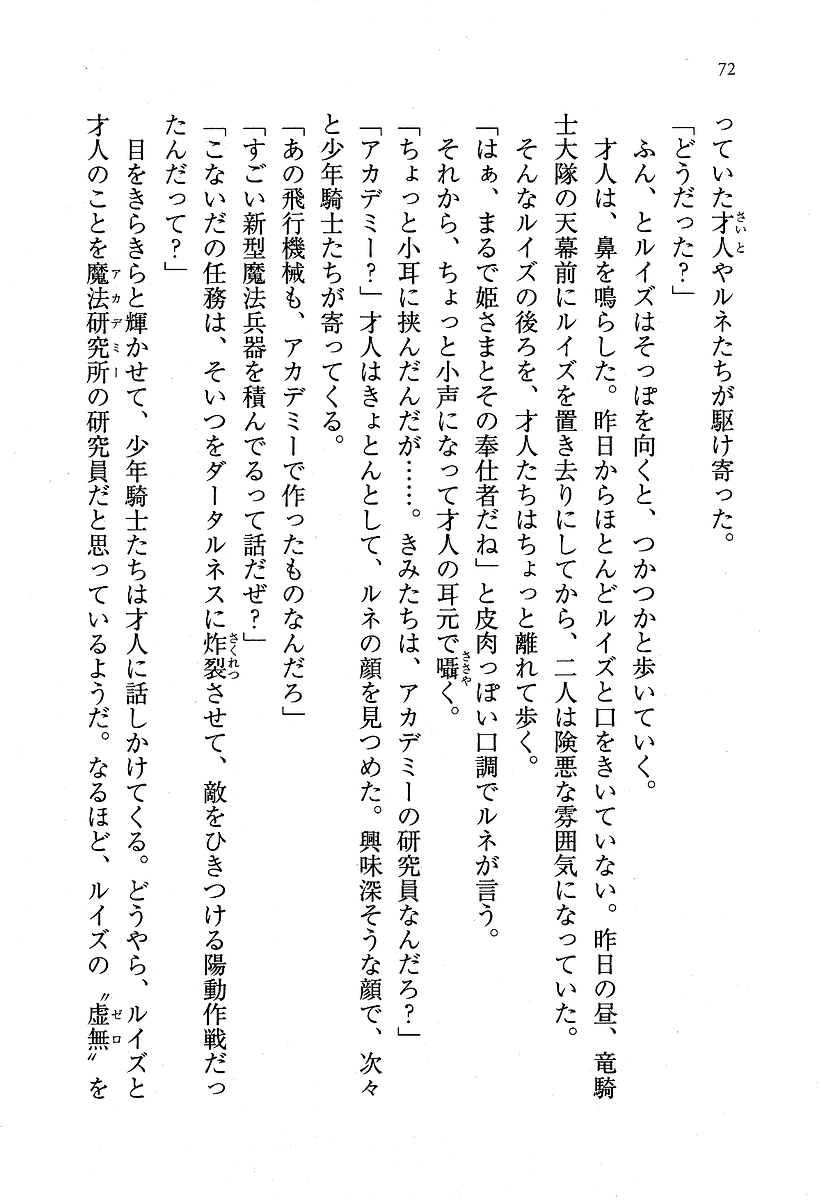 72
っていた才人やルネたちが駆け寄った。
「どうだった？」
ふん、とルイズはそっぽを向くと、つかつかと歩いていく。
才人は、鼻を鳴らした。昨日からほとんどルイズと口をきいていない。昨日の昼、竜騎
士大隊の天幕前にルイズを置き去りにしてから、二人は険悪な雰囲気になっていた。
そんなルイズの後ろを、才人たちはちょっと離れて歩く。
「はぁ、まるで姫さまとその奉仕者だね」と皮肉っぽい口調でルネが言う。
それから、ちょっと小声になって才人の耳元で囁く。
「ちょっと小耳に挟んだんだが……。きみたちは、アカデミーの研究員なんだろ？」
「アカデミー？」才人はきょとんとして、ルネの顔を見つめた。興味深そうな顔で、次々
と少年騎士たちが寄ってくる。
「あの飛行機械も、アカデミーで作ったものなんだろ」
「すごい新型魔法兵器を積んでるって話だぜ？」
「こないだの任務は、そいつをダータルネスに炸裂させて、敵をひきつける陽動作戦だっ
たんだって？」
目をきらきらと輝かせて、少年騎士たちは才人に話しかけてくる。どうやら、ルイズと
才人のことを魔法研究所の研究員だと思っているようだ。なるほど、ルイズの〝虚無〟を